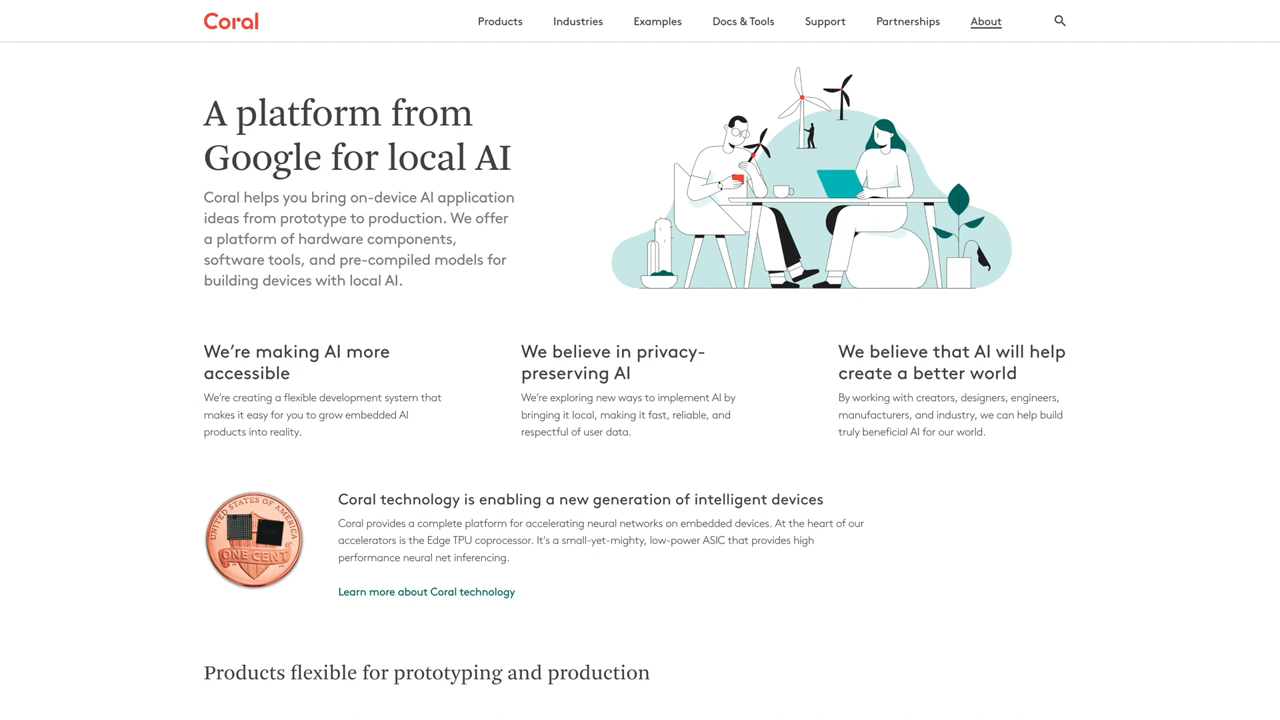 Coral
Products
Industries
Examples
Docs & Tools
Support
Partnerships
About
A platform from
Google for local AI
Coral helps you bring on-device AI application
ideas from prototype to production. We offer
a platform of hardware components,
software tools, and pre-compiled models for
building devices with local AI.
We’re making AI more
accessible
We’re creating a flexible development system that
makes it easy for you to grow embedded AI
products into reality.
We believe in privacy-
preserving AI
We’re exploring new ways to implement AI by
bringing it local, making it fast, reliable, and
respectful of user data.
We believe that AI will help
create a better world
By working with creators, designers, engineers,
manufacturers, and industry, we can help build
truly beneficial AI for our world.
UNITED STATES OF AMERICA
ONE CENT
Coral technology is enabling a new generation of intelligent devices
Coral provides a complete platform for accelerating neural networks on embedded devices. At the heart of our
accelerators is the Edge TPU coprocessor. It's a small-yet-mighty, low-power ASIC that provides high
performance neural net inferencing.
Learn more about Coral technology
Products flexible for prototyping and production